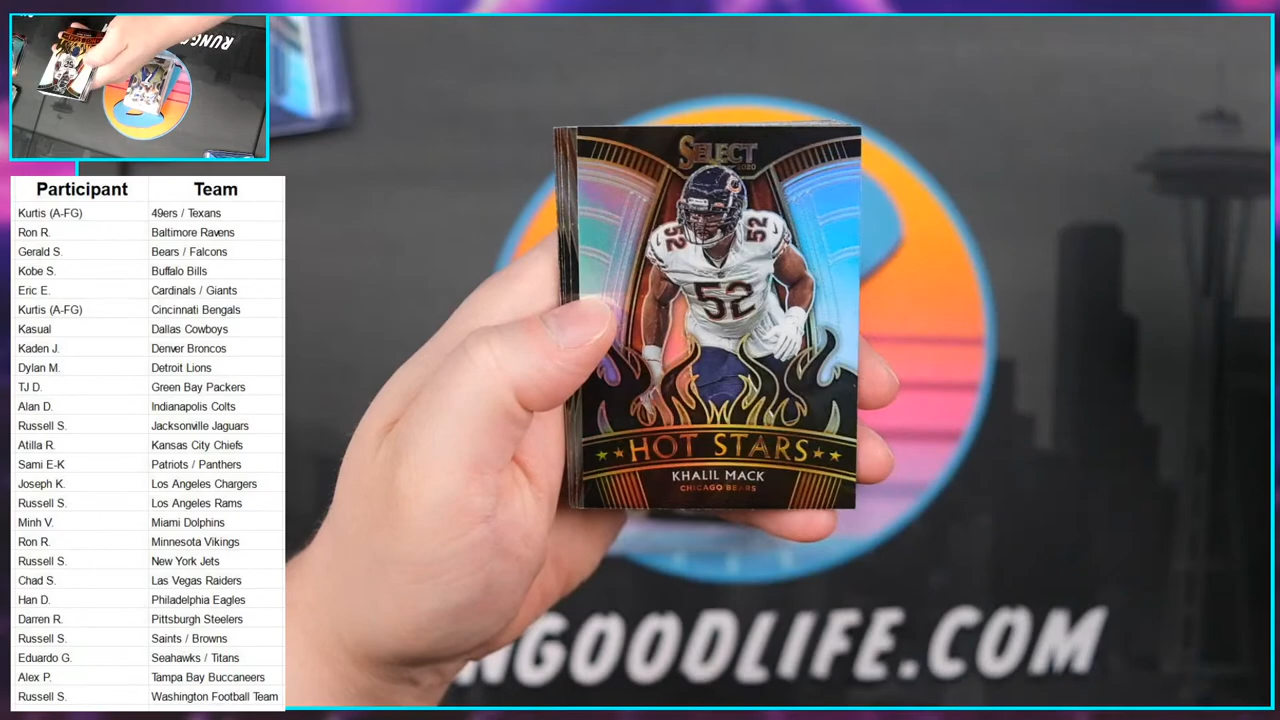 RUNGOOD
Participant Team
Kurtis (A-FG) 49ers / Texans
Ron R. Baltimore Ravens
Gerald S. Bears / Falcons
Kobe S. Buffalo Bills
Eric E. Cardinals / Giants
Kurtis (A-FG) Cincinnati Bengals
Kasual Dallas Cowboys
Kaden J. Denver Broncos
Dylan M. Detroit Lions
TJ D. Green Bay Packers
Alan D. Indianapolis Colts
Russell S. Jacksonville Jaguars
Atilla R. Kansas City Chiefs
Sami E-K Patriots / Panthers
Joseph K. Los Angeles Chargers
Russell S. Los Angeles Rams
Minh V. Miami Dolphins
Ron R. Minnesota Vikings
Russell S. New York Jets
Chad S. Las Vegas Raiders
Han D. Philadelphia Eagles
Darren R. Pittsburgh Steelers
Russell S. Saints / Browns
Eduardo G. Seahawks / Titans
Alex P. Tampa Bay Buccaneers
Russell S. Washington Football Team
SELECT
2020
52 52
52
HOT STARS
KHALIL MACK
CHICAGO BEARS
NGOODLIFE.COM